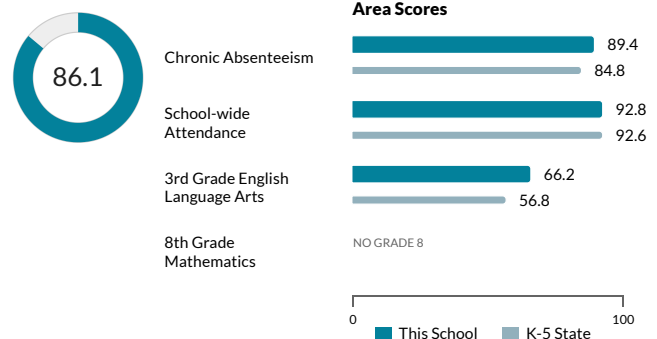 Area Scores
86.1
Chronic Absenteeism
89.4
84.8
School-wide
Attendance
92.8
92.6
3rd Grade English
Language Arts
66.2
56.8
8th Grade
Mathematics
NO GRADE 8
0
100
This School
K-5 State